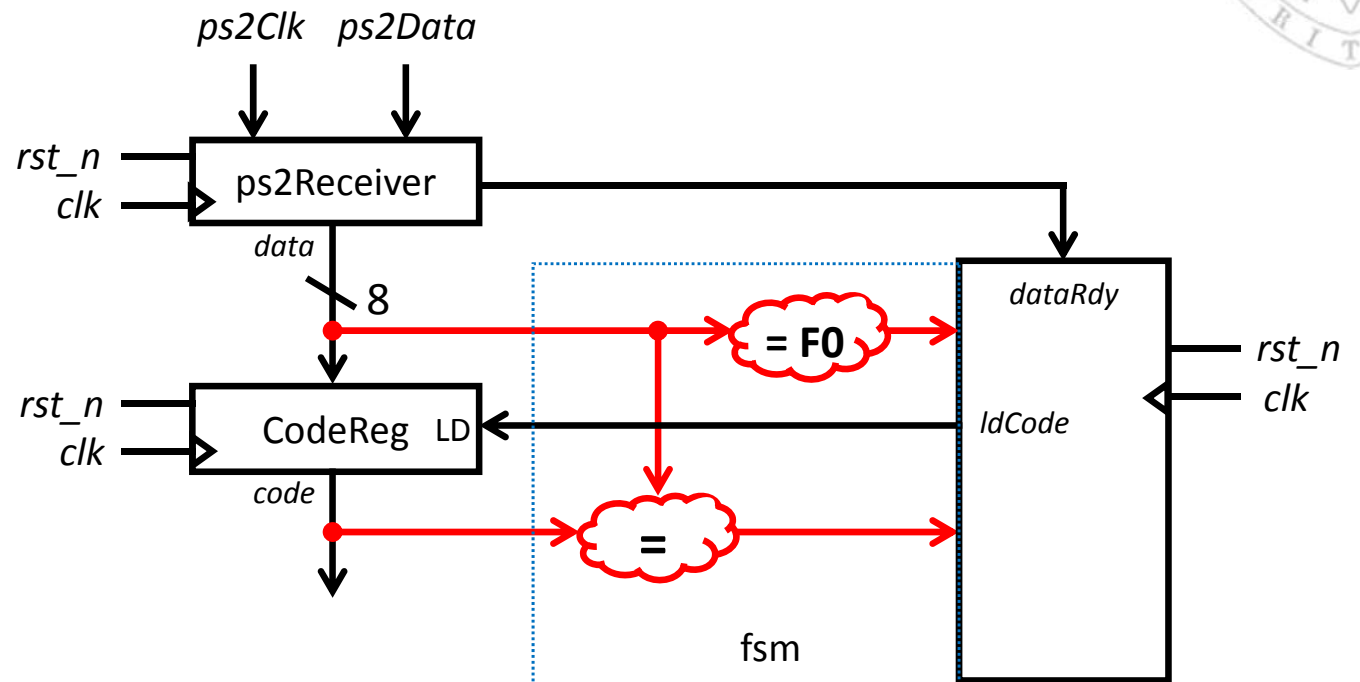 ps2Clk ps2Data
rst_n
clk
ps2Receiver
data
8
= F0
dataRdy
rst_n
clk
rst_n
clk
CodeReg LD
ldCode
code
=
fsm